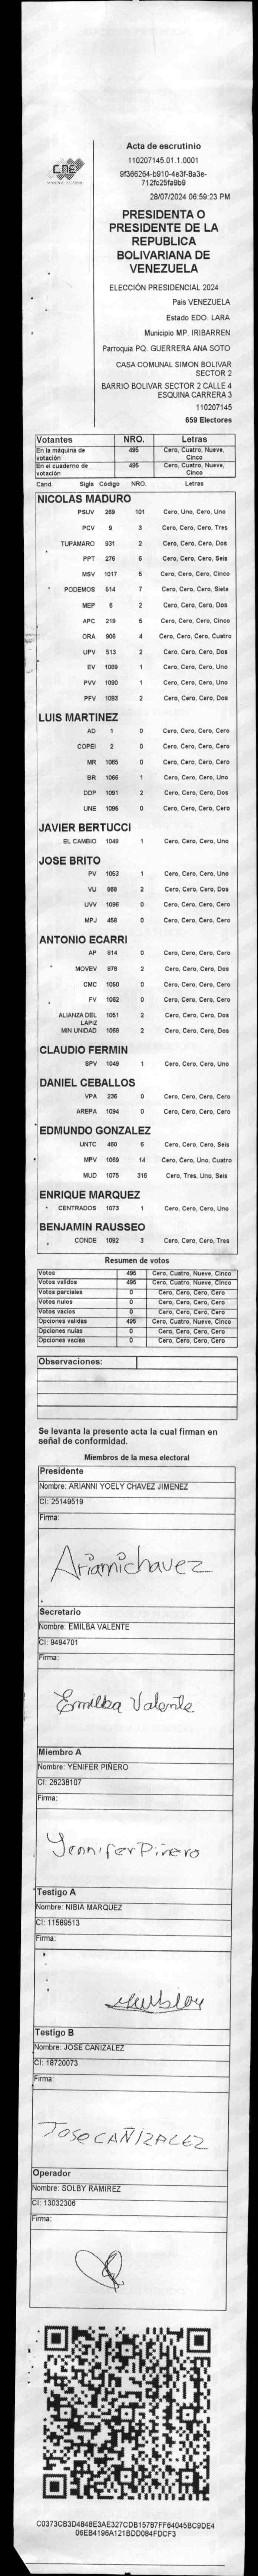 CNE
Acta de escrutinio
110207145.01.1.0001
9f366264-b910-4e3f-8a3e-
712fc25fa9b9
28/07/2024 06:59:23 PM
PRESIDENTA O
PRESIDENTE DE LA
REPUBLICA
BOLIVARIANA DE
VENEZUELA
ELECCIÓN PRESIDENCIAL 2024
Pais VENEZUELA
Estado EDO. LARA
Municipio MP. IRIBARREN
Parroquia PQ. GUERRERA ANA SOTO
CASA COMUNAL SIMON BOLIVAR
SECTOR 2
BARRIO BOLIVAR SECTOR 2 CALLE 4
ESQUINA CARRERA 3
110207145
659 Electores
Votantes NRO. Letras
En la máquina de votación 495 Cero, Cuatro, Nueve, Cinco
En el cuaderno de votación 495 Cero, Cuatro, Nueve, Cinco
Cand. Sigla Código NRO. Letras
NICOLAS MADURO
PSUV 269 101 Cero, Uno, Cero, Uno
PCV 9 3 Cero, Cero, Cero, Tres
TUPAMARO 931 2 Cero, Cero, Cero, Dos
PPT 276 6 Cero, Cero, Cero, Seis
MSV 1017 5 Cero, Cero, Cero, Cinco
PODEMOS 514 7 Cero, Cero, Cero, Siete
MEP 6 2 Cero, Cero, Cero, Dos
APC 219 5 Cero, Cero, Cero, Cinco
ORA 906 4 Cero, Cero, Cero, Cuatro
UPV 513 2 Cero, Cero, Cero, Dos
EV 1089 1 Cero, Cero, Cero, Uno
PVV 1090 1 Cero, Cero, Cero, Uno
PFV 1093 2 Cero, Cero, Cero, Dos
LUIS MARTINEZ
AD 1 0 Cero, Cero, Cero, Cero
COPEI 2 0 Cero, Cero, Cero, Cero
MR 1065 0 Cero, Cero, Cero, Cero
BR 1066 1 Cero, Cero, Cero, Uno
DDP 1091 2 Cero, Cero, Cero, Dos
UNE 1095 0 Cero, Cero, Cero, Cero
JAVIER BERTUCCI
EL CAMBIO 1048 1 Cero, Cero, Cero, Uno
JOSE BRITO
PV 1053 1 Cero, Cero, Cero, Uno
VU 968 2 Cero, Cero, Cero, Dos
UVV 1096 0 Cero, Cero, Cero, Cero
MPJ 458 0 Cero, Cero, Cero, Cero
ANTONIO ECARRI
AP 814 0 Cero, Cero, Cero, Cero
MOVEV 878 2 Cero, Cero, Cero, Dos
CMC 1050 0 Cero, Cero, Cero, Cero
FV 1062 0 Cero, Cero, Cero, Cero
ALIANZA DEL LAPIZ 1051 2 Cero, Cero, Cero, Dos
MIN UNIDAD 1068 2 Cero, Cero, Cero, Dos
CLAUDIO FERMIN
SPV 1049 1 Cero, Cero, Cero, Uno
DANIEL CEBALLOS
VPA 236 0 Cero, Cero, Cero, Cero
AREPA 1094 0 Cero, Cero, Cero, Cero
EDMUNDO GONZALEZ
UNTC 460 6 Cero, Cero, Cero, Seis
MPV 1069 14 Cero, Cero, Uno, Cuatro
MUD 1075 316 Cero, Tres, Uno, Seis
ENRIQUE MARQUEZ
CENTRADOS 1073 1 Cero, Cero, Cero, Uno
BENJAMIN RAUSSEO
CONDE 1092 3 Cero, Cero, Cero, Tres
Resumen de votos
Votos 495 Cero, Cuatro, Nueve, Cinco
Votos validos 495 Cero, Cuatro, Nueve, Cinco
Votos parciales 0 Cero, Cero, Cero, Cero
Votos nulos 0 Cero, Cero, Cero, Cero
Votos vacios 0 Cero, Cero, Cero, Cero
Opciones validas 495 Cero, Cuatro, Nueve, Cinco
Opciones nulas 0 Cero, Cero, Cero, Cero
Opciones vacias 0 Cero, Cero, Cero, Cero
Observaciones:
Se levanta la presente acta la cual firman en
señal de conformidad.
Miembros de la mesa electoral
Presidente
Nombre: ARIANNI YOELY CHAVEZ JIMENEZ
CI: 25149519
Firma:
Ariannichavez
Secretario
Nombre: EMILBA VALENTE
CI: 9494701
Firma:
Emilba Valente
Miembro A
Nombre: YENIFER PIÑERO
CI: 26238107
Firma:
Yennifer Piñero
Testigo A
Nombre: NIBIA MARQUEZ
CI: 11589513
Firma:
Testigo B
Nombre: JOSE CANIZALEZ
CI: 18720073
Firma:
JOSE CAÑIZALEZ
Operador
Nombre: SOLBY RAMIREZ
CI: 13032306
Firma:
C0373CB3D4848E3AE327CDB15787FF64045BC9DE4
06EB4196A121BDD084FDCF3